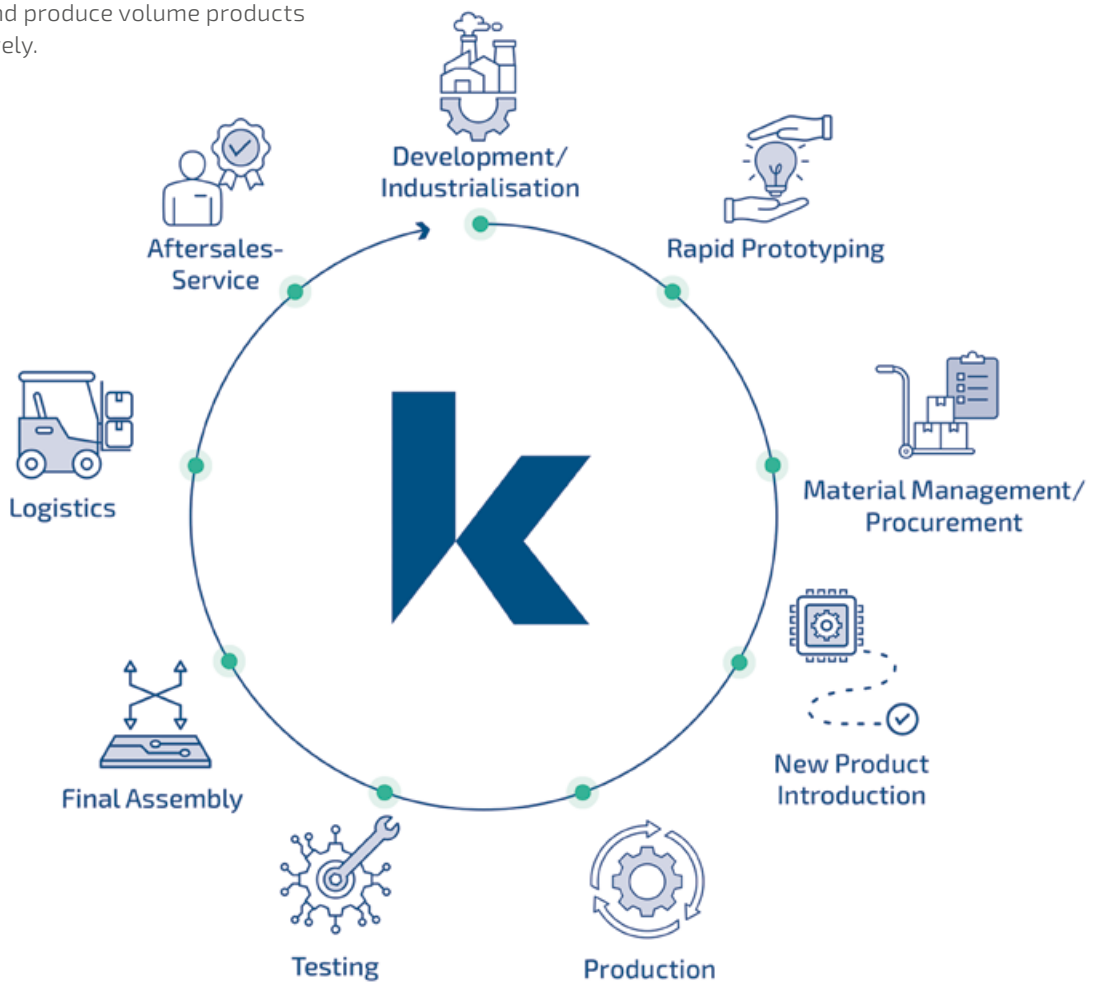 nd produce volume products
ely.
Development/
Industrialisation
Rapid Prototyping
Material Management/
Procurement
New Product
Introduction
Production
Testing
Final Assembly
Logistics
Aftersales-
Service
k